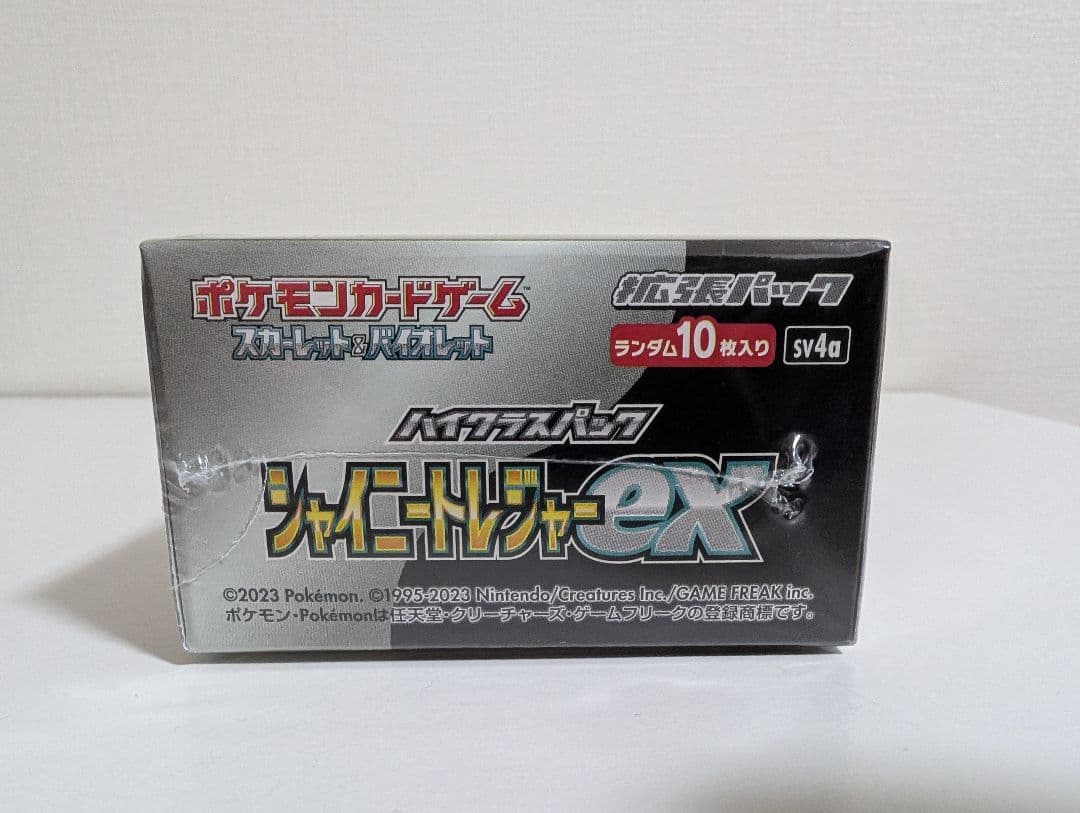 ポケモンカードゲーム™
スカーレット&バイオレット
拡張パック
ランダム10枚入り
SV4a
ハイクラスパック
シャイニートレジャーex
©2023 Pokémon. ©1995-2023 Nintendo/Creatures Inc./GAME FREAK inc.
ポケモン・Pokémonは任天堂・クリーチャーズ・ゲームフリークの登録商標です。